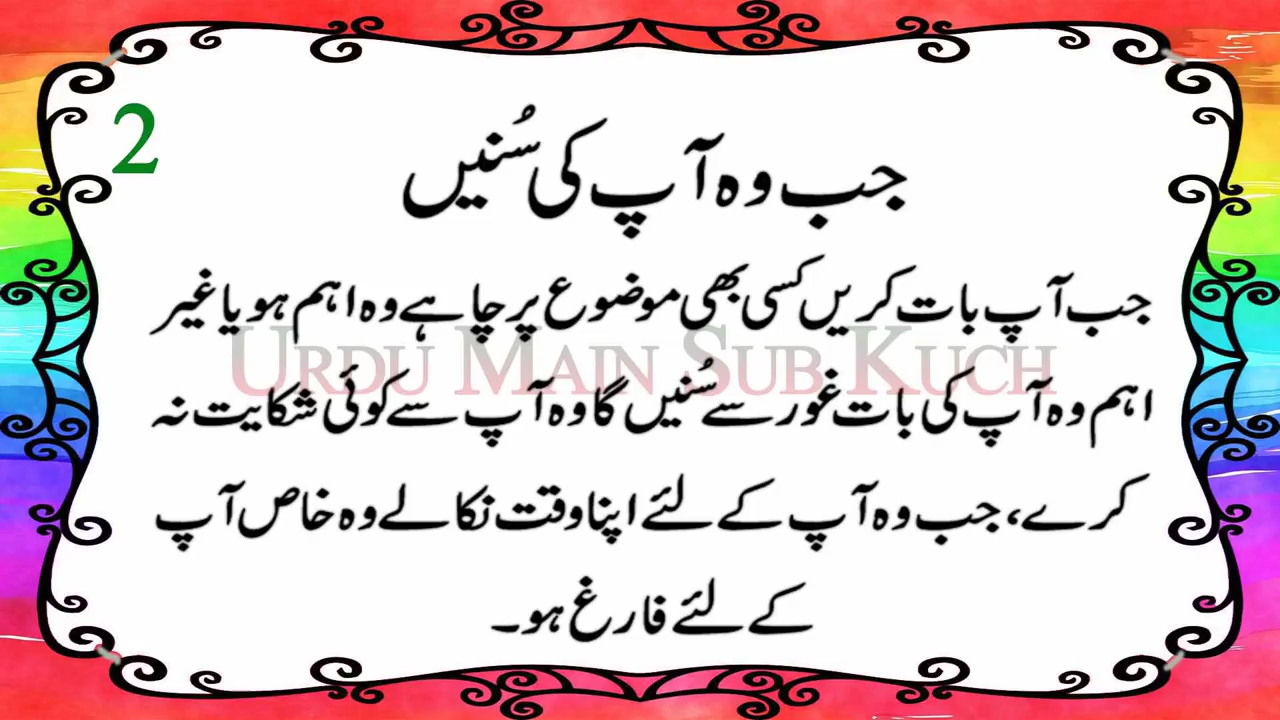 2
جب وہ آپ کی سُنیں
جب آپ بات کریں کسی بھی موضوع پر چاہے وہ اہم ہو یا غیر
URDU MAIN SUB KUCH
اہم وہ آپ کی بات غور سے سُنیں گا وہ آپ سے کوئی شکایت نہ
کرے، جب وہ آپ کے لئے اپنا وقت نکالے وہ خاص آپ
کے لئے فارغ ہو۔